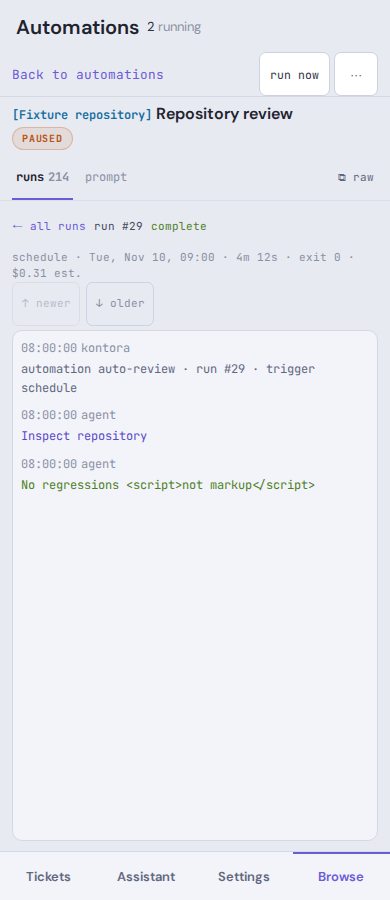 Automations 2 running
Back to automations
run now
...
[Fixture repository] Repository review
PAUSED
runs 214
prompt
⧉ raw
← all runs run #29 complete
schedule · Tue, Nov 10, 09:00 · 4m 12s · exit 0 ·
$0.31 est.
↑ newer
↓ older
08:00:00 kontora
automation auto-review · run #29 · trigger
schedule
08:00:00 agent
Inspect repository
08:00:00 agent
No regressions <script>not markup</script>
Tickets
Assistant
Settings
Browse